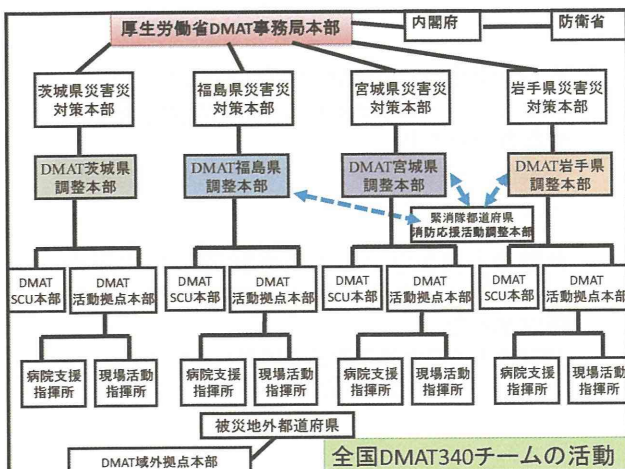 厚生労働省DMAT事務局本部
内閣府
防衛省
茨城県災害災
対策本部
福島県災害災
対策本部
宮城県災害災
対策本部
岩手県災害災
対策本部
DMAT茨城県
調整本部
DMAT福島県
調整本部
DMAT宮城県
調整本部
DMAT岩手県
調整本部
緊消隊都道府県
消防応援活動調整本部
DMAT
SCU本部
DMAT
活動拠点本部
DMAT
SCU本部
DMAT
活動拠点本部
DMAT
SCU本部
DMAT
活動拠点本部
DMAT
SCU本部
DMAT
活動拠点本部
病院支援
指揮所
現場活動
指揮所
病院支援
指揮所
現場活動
指揮所
病院支援
指揮所
現場活動
指揮所
病院支援
指揮所
現場活動
指揮所
被災地外都道府県
DMAT域外拠点本部
全国DMAT340チームの活動